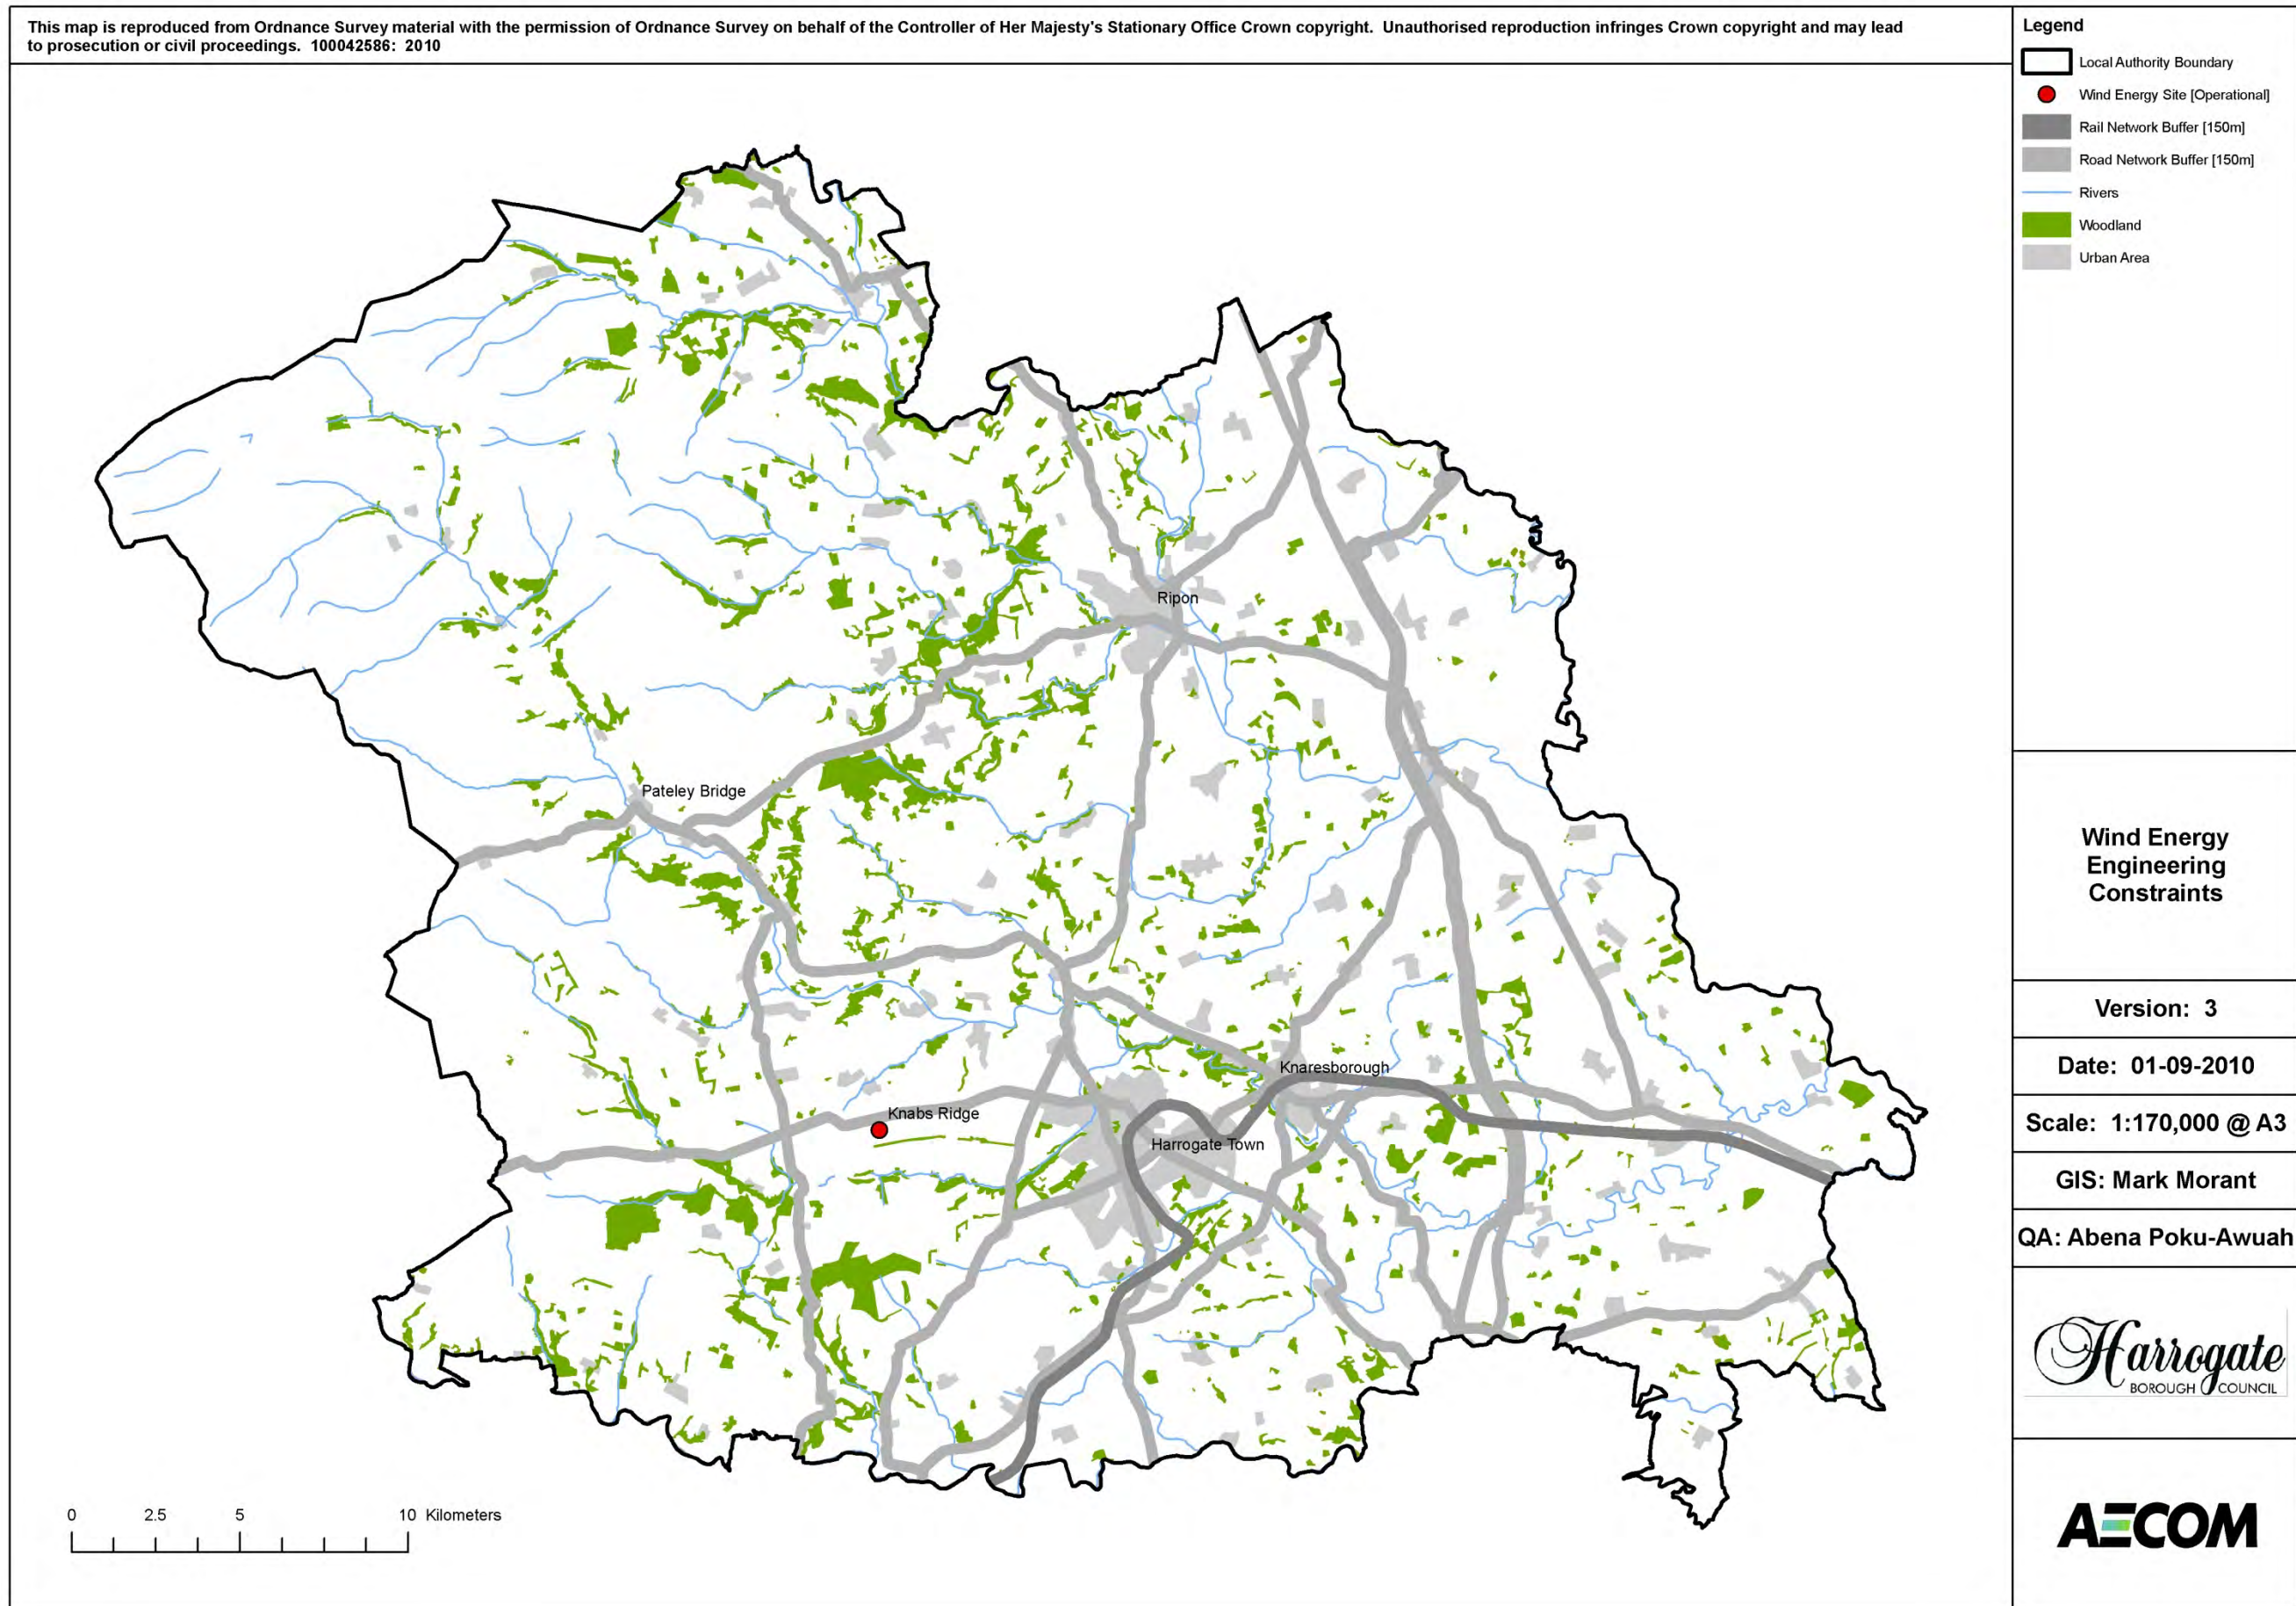 This map is reproduced from Ordnance Survey material with the permission of Ordnance Survey on behalf of the Controller of Her Majesty's Stationary Office Crown copyright.  Unauthorised reproduction infringes Crown copyright and may lead
to prosecution or civil proceedings.  100042586:  2010
Legend
Local Authority Boundary
Wind Energy Site [Operational]
Rail Network Buffer [150m]
Road Network Buffer [150m]
Rivers
Woodland
Urban Area
Ripon
Pateley Bridge
Knaresborough
Knabs Ridge
Harrogate Town
0 2.5 5 10 Kilometers
Wind Energy
Engineering
Constraints
Version:  3
Date:  01-09-2010
Scale:  1:170,000 @ A3
GIS: Mark Morant
QA: Abena Poku-Awuah
Harrogate
BOROUGH COUNCIL
AECOM